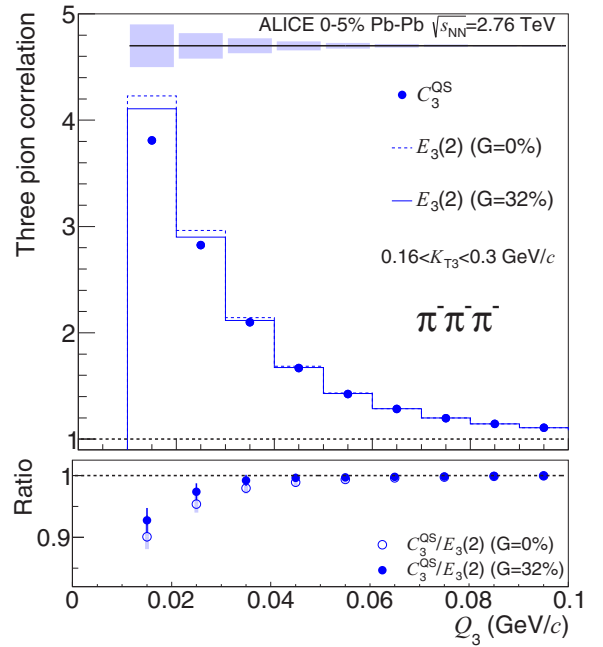 ALICE 0-5% Pb-Pb √sNN=2.76 TeV
C3QS
E3(2) (G=0%)
E3(2) (G=32%)
0.16<KT3<0.3 GeV/c
π-π-π-
Three pion correlation
5
4
3
2
1
Ratio
1
0.9
C3QS/E3(2) (G=0%)
C3QS/E3(2) (G=32%)
0 0.02 0.04 0.06 0.08 0.1
Q3 (GeV/c)